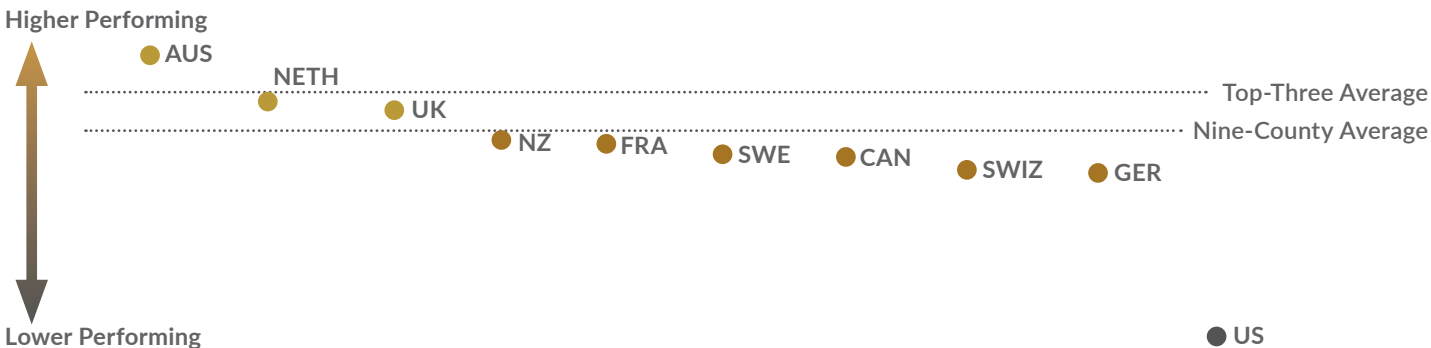 Higher Performing
AUS
NETH
Top-Three Average
UK
Nine-County Average
NZ
FRA
SWE
CAN
SWIZ
GER
Lower Performing
US